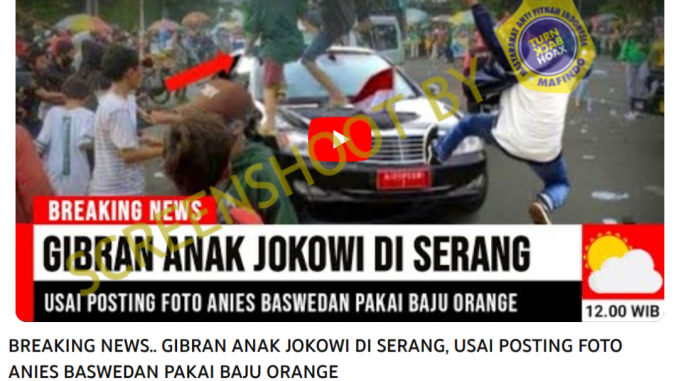 MASYARAKAT ANTI FITNAH INDONESIA
TURN
BACK
HOAX
MAFINDO
SCREENSHOOT BY
BREAKING NEWS
GIBRAN ANAK JOKOWI DI SERANG
USAI POSTING FOTO ANIES BASWEDAN PAKAI BAJU ORANGE
12.00 WIB
BREAKING NEWS.. GIBRAN ANAK JOKOWI DI SERANG, USAI POSTING FOTO
ANIES BASWEDAN PAKAI BAJU ORANGE